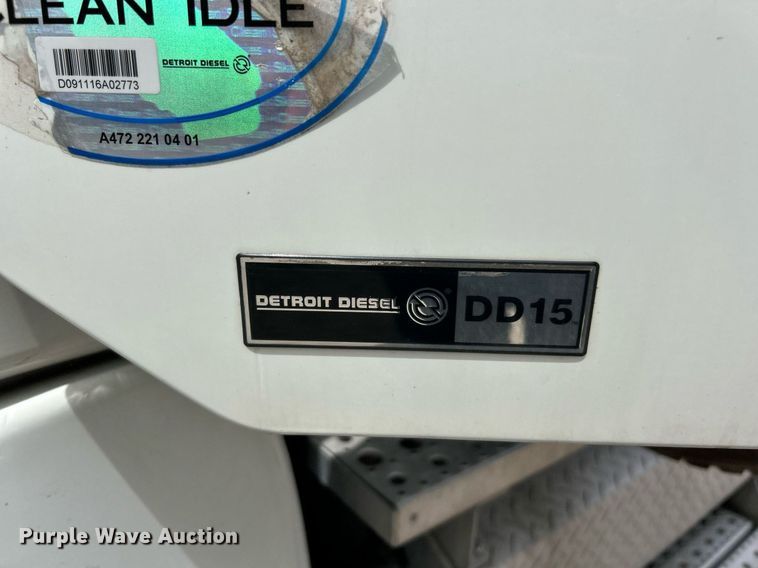 CLEAN IDLE
D091116A02773
DETROIT DIESEL
A472 221 04 01
DETROIT DIESEL ® DD15
Purple Wave Auction